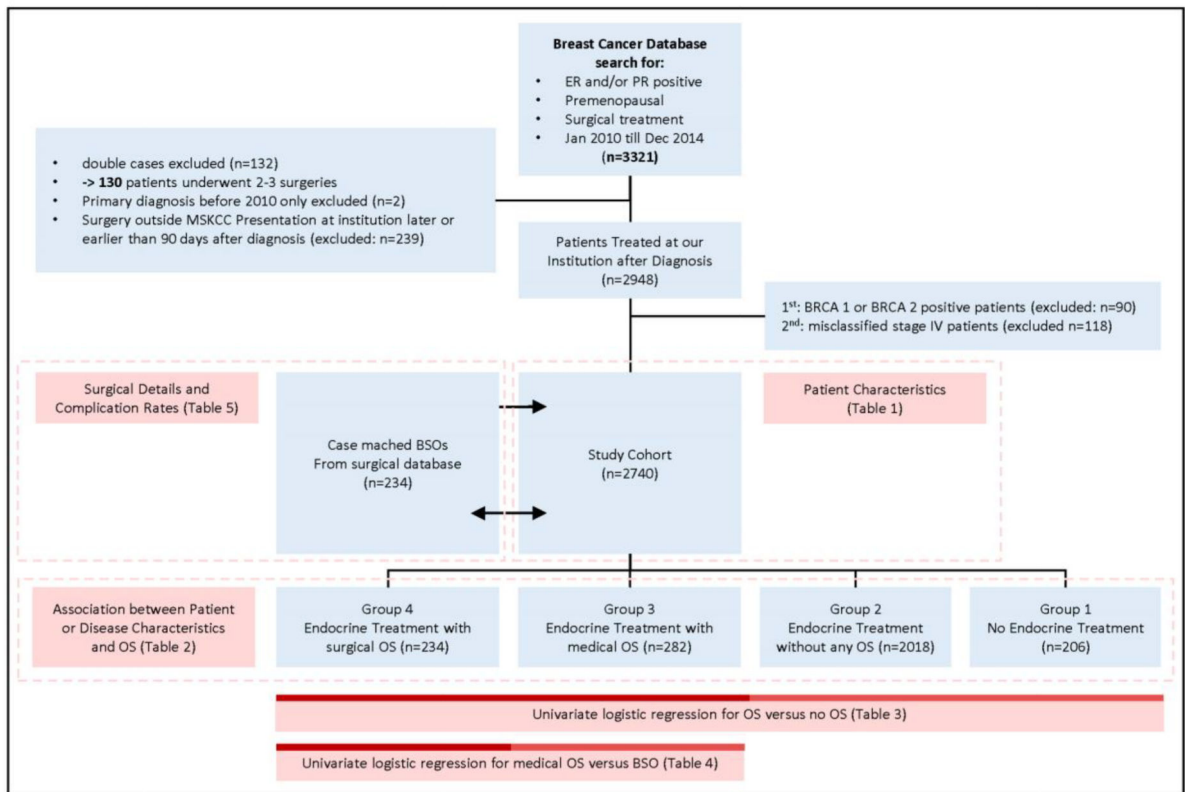 Breast Cancer Database
search for:
• ER and/or PR positive
• Premenopausal
• Surgical treatment
• Jan 2010 till Dec 2014
(n=3321)
• double cases excluded (n=132)
• -> 130 patients underwent 2-3 surgeries
• Primary diagnosis before 2010 only excluded (n=2)
• Surgery outside MSKCC Presentation at institution later or
earlier than 90 days after diagnosis (excluded: n=239)
Patients Treated at our
Institution after Diagnosis
(n=2948)
1st: BRCA 1 or BRCA 2 positive patients (excluded: n=90)
2nd: misclassified stage IV patients (excluded n=118)
Surgical Details and
Complication Rates (Table 5)
Case mached BSOs
From surgical database
(n=234)
Study Cohort
(n=2740)
Patient Characteristics
(Table 1)
Association between Patient
or Disease Characteristics
and OS (Table 2)
Group 4
Endocrine Treatment with
surgical OS (n=234)
Group 3
Endocrine Treatment with
medical OS (n=282)
Group 2
Endocrine Treatment
without any OS (n=2018)
Group 1
No Endocrine Treatment
(n=206)
Univariate logistic regression for OS versus no OS (Table 3)
Univariate logistic regression for medical OS versus BSO (Table 4)